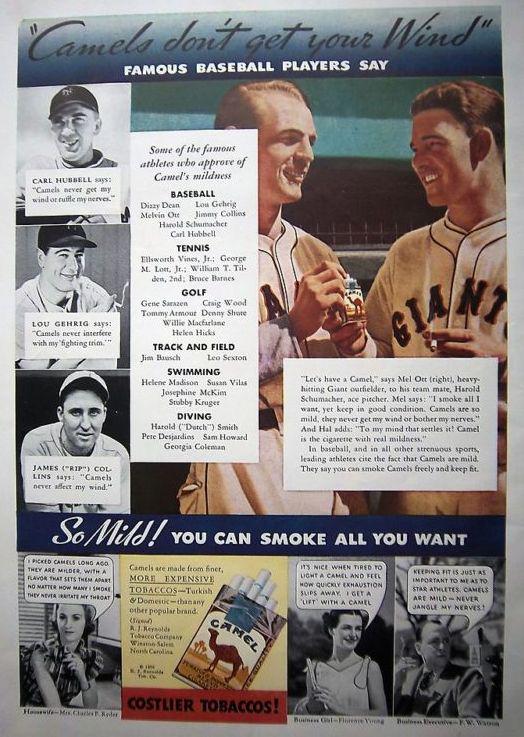 "Camels don't get your Wind"
FAMOUS BASEBALL PLAYERS SAY
CARL HUBBELL says:
"Camels never get my
wind or ruffle my nerves."
LOU GEHRIG says:
"Camels never interfere
with my 'fighting trim.'"
JAMES ("RIP") COL-
LINS says: "Camels
never affect my wind."
Some of the famous
athletes who approve of
Camel's mildness
BASEBALL
Dizzy Dean Lou Gehrig
Melvin Ott Jimmy Collins
Harold Schumacher
Carl Hubbell
TENNIS
Ellsworth Vines, Jr.; George
M. Lott, Jr.; William T. Til-
den, 2nd; Bruce Barnes
GOLF
Gene Sarazen Craig Wood
Tommy Armour Denny Shute
Willie Macfarlane
Helen Hicks
TRACK AND FIELD
Jim Bausch Leo Sexton
SWIMMING
Helene Madison Susan Vilas
Josephine McKim
Stubby Kruger
DIVING
Harold ("Dutch") Smith
Pete Desjardins Sam Howard
Georgia Coleman
A
GIANT
CAMEL
"Let's have a Camel," says Mel Ott (right), heavy-
hitting Giant outfielder, to his team mate, Harold
Schumacher, ace pitcher. Mel says: "I smoke all I
want, yet keep in good condition. Camels are so
mild, they never get my wind or bother my nerves."
And Hal adds: "To my mind that settles it! Camel
is the cigarette with real mildness."
In baseball, and in all other strenuous sports,
leading athletes cite the fact that Camels are mild.
They say you can smoke Camels freely and keep fit.
So Mild! YOU CAN SMOKE ALL YOU WANT
I PICKED CAMELS LONG AGO.
THEY ARE MILDER, WITH A
FLAVOR THAT SETS THEM APART.
NO MATTER HOW MANY I SMOKE
THEY NEVER IRRITATE MY THROAT
Housewife—Mrs. Charles P. Ryder
Camels are made from finer,
MORE EXPENSIVE
TOBACCOS—Turkish
& Domestic—than any
other popular brand.
(Signed)
R. J. Reynolds
Tobacco Company
Winston-Salem
North Carolina
R. J. Reynolds
Tob. Co.
CAMEL
COSTLIER TOBACCOS!
IT'S NICE WHEN TIRED TO
LIGHT A CAMEL AND FEEL
HOW QUICKLY EXHAUSTION
SLIPS AWAY. I GET A
'LIFT' WITH A CAMEL
Business Girl—Florence Young
KEEPING FIT IS JUST AS
IMPORTANT TO ME AS TO
STAR ATHLETES. CAMELS
ARE MILD—NEVER
JANGLE MY NERVES!
Business Executive—F. W. Watson